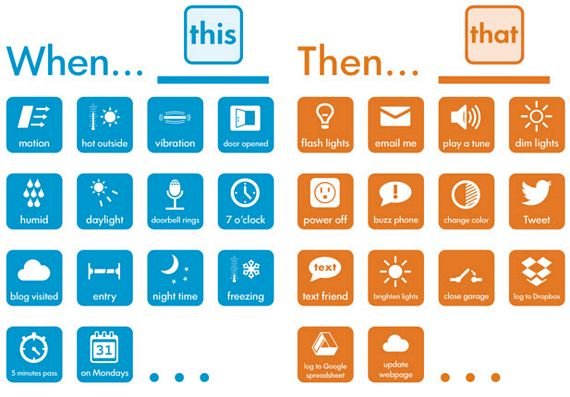 When... this
motion
hot outside
vibration
door opened
humid
daylight
doorbell rings
7 o'clock
blog visited
entry
night time
freezing
5 minutes pass
31
on Mondays
...
Then... that
flash lights
email me
play a tune
dim lights
power off
!
buzz phone
change color
Tweet
text
text friend
brighten lights
close garage
log to Dropbox
log to Google
spreadsheet
update
webpage
...